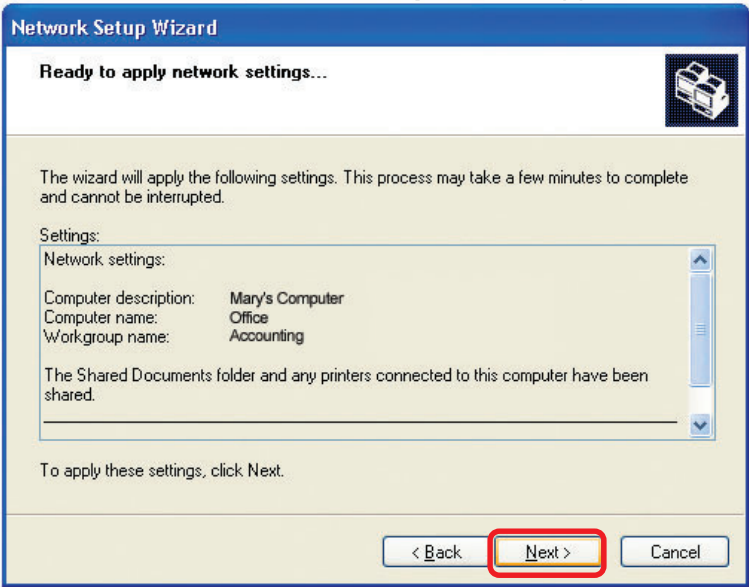 Network Setup Wizard
Ready to apply network settings...
The wizard will apply the following settings. This process may take a few minutes to complete
and cannot be interrupted.
Settings:
Network settings:
Computer description: Mary's Computer
Computer name: Office
Workgroup name: Accounting
The Shared Documents folder and any printers connected to this computer have been
shared.
To apply these settings, click Next.
< Back Next > Cancel